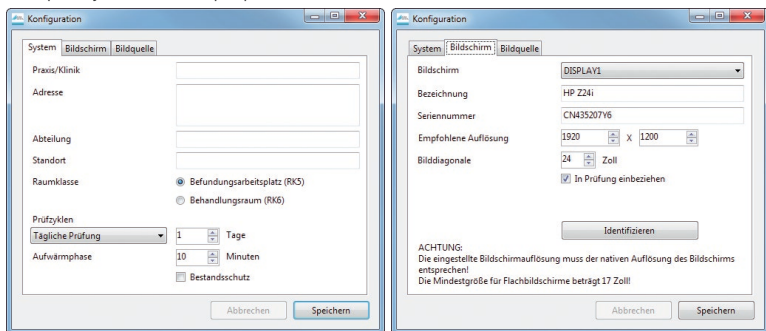 Konfiguration
System Bildschirm Bildquelle
Praxis/Klinik
Adresse
Abteilung
Standort
Raumklasse Befundungsarbeitsplatz (RK5)
Behandlungsraum (RK6)
Prüfzyklen
Tägliche Prüfung 1 Tage
Aufwärmphase 10 Minuten
Bestandsschutz
Abbrechen Speichern
Konfiguration
System Bildschirm Bildquelle
Bildschirm DISPLAY1
Bezeichnung HP Z24i
Seriennummer CN435207Y6
Empfohlene Auflösung 1920 X 1200
Bilddiagonale 24 Zoll
In Prüfung einbeziehen
Identifizieren
ACHTUNG:
Die eingestellte Bildschirmauflösung muss der nativen Auflösung des Bildschirms
entsprechen!
Die Mindestgröße für Flachbildschirme beträgt 17 Zoll!
Abbrechen Speichern